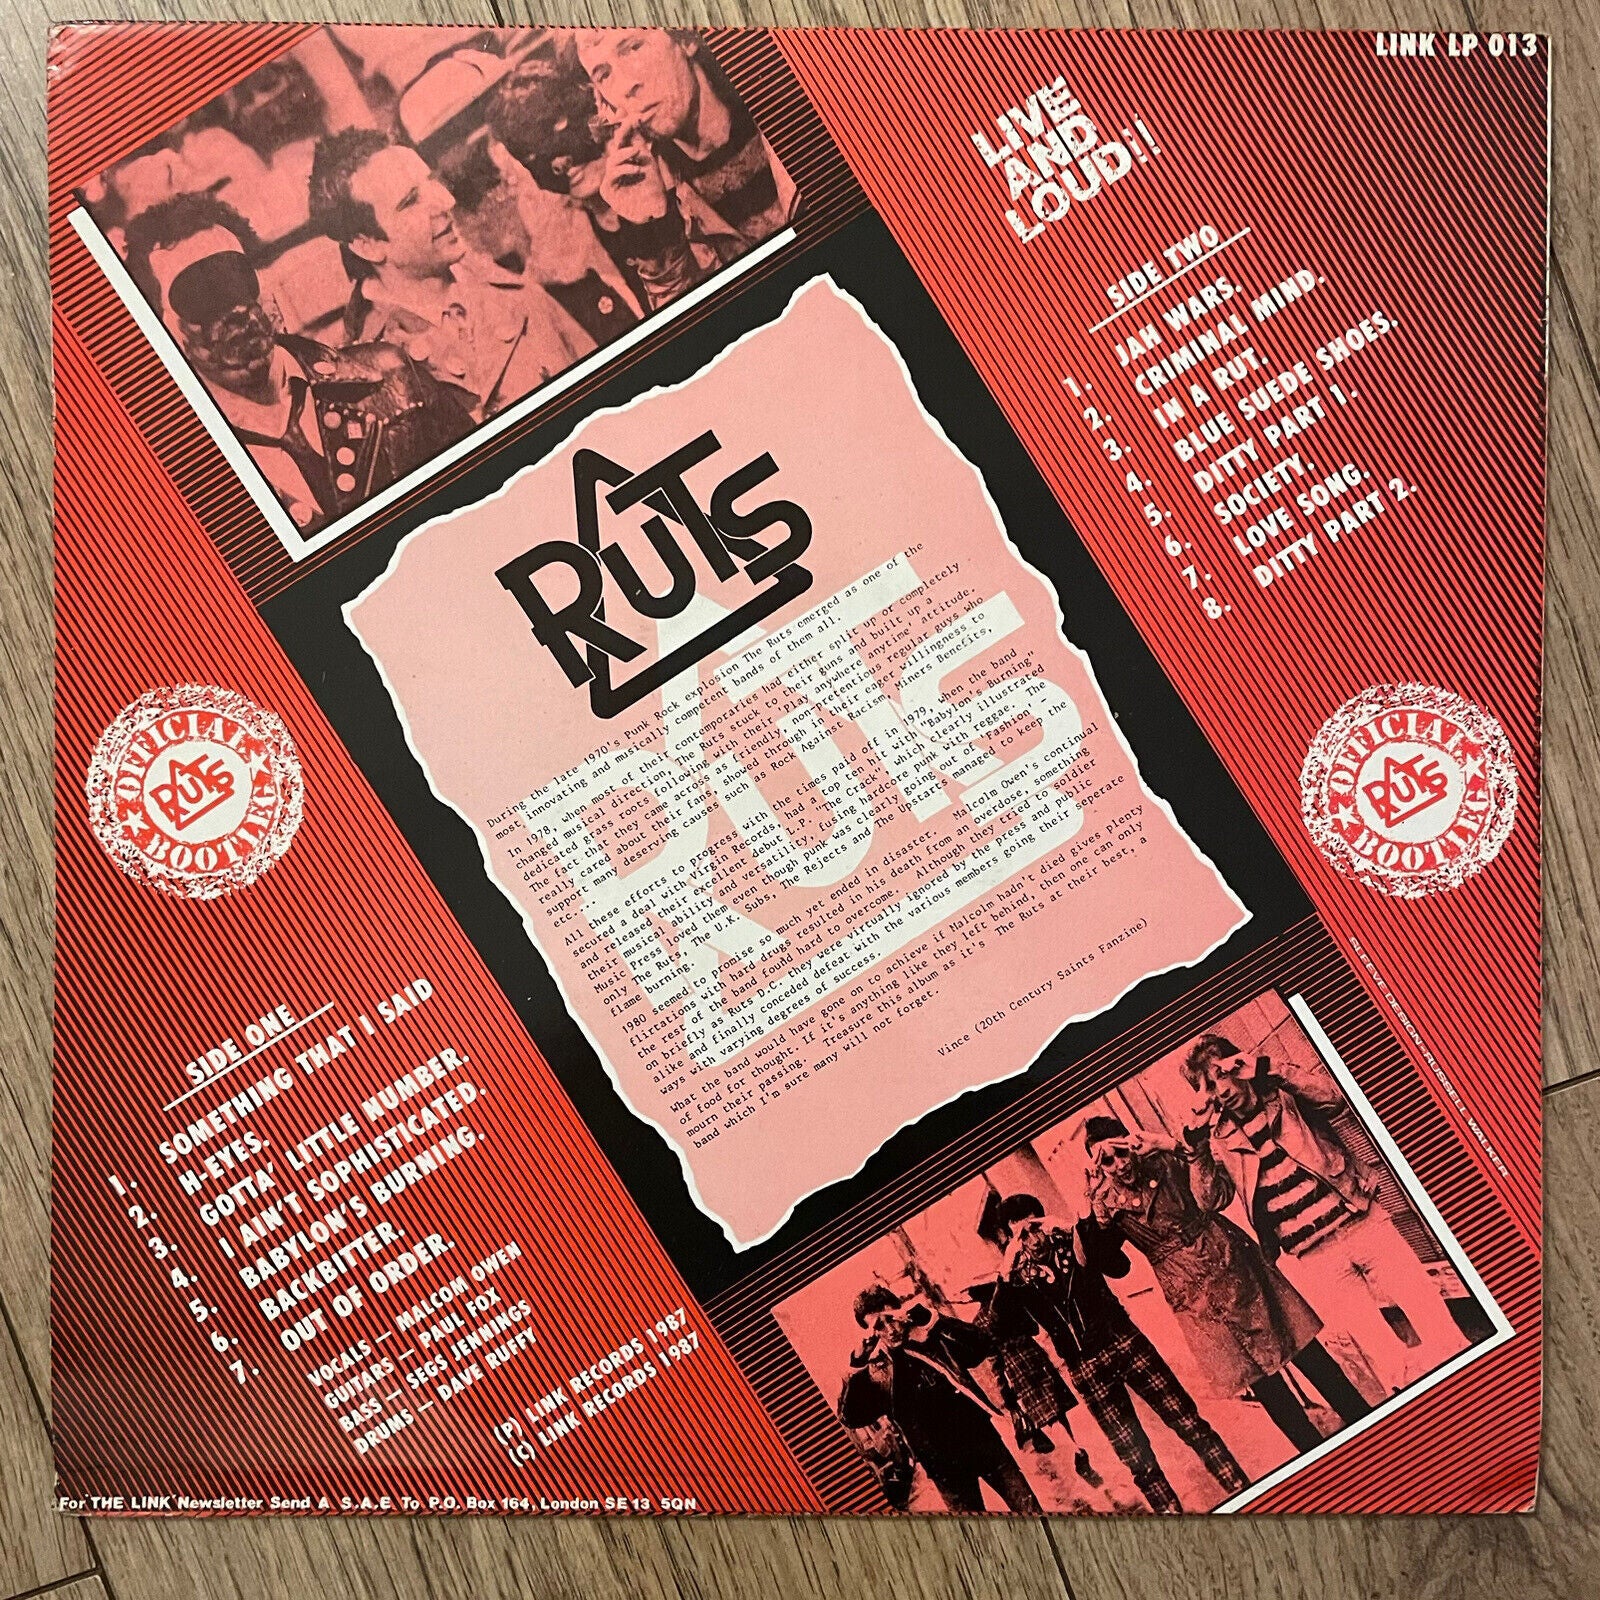 LINK LP 013
LIVE
AND
LOUD!!
SIDE TWO
1. JAH WARS.
2. CRIMINAL MIND.
3. IN A RUT.
4. BLUE SUEDE SHOES.
5. DITTY PART 1.
6. SOCIETY.
7. LOVE SONG.
8. DITTY PART 2.
RUTS
RUTS
During the late 1970's Punk Rock explosion The Ruts emerged as one of the
most innovating and musically competent bands of them all.
In 1978, when most of their contemporaries had either split up or completely
changed musical direction, The Ruts stuck to their guns and built up a
dedicated grass roots following with their 'Play anywhere anytime' attitude.
The fact that they came across as friendly, non-pretentious regular guys who
really cared about their fans, showed through in their eager willingness to
support many deserving causes such as Rock Against Racism, Miners Benefits,
etc...
All these efforts to progress with the times paid off in 1979, when the band
secured a deal with Virgin Records, had a top ten hit with "Babylon's Burning"
and released their excellent debut L.P. "The Crack" which clearly illustrated
their musical ability and versatility, fusing hardcore punk with reggae. The
Music Press loved them even though punk was clearly going out of 'Fashion' -
only The Ruts, The U.K. Subs, The Rejects and The Upstarts managed to keep the
flame burning.
1980 seemed to promise so much yet ended in disaster. Malcolm Owen's continual
flirtations with hard drugs resulted in his death from an overdose, something
the rest of the band found hard to overcome. Although they tried to soldier
on briefly as Ruts D.C. they were virtually ignored by the press and public
alike and finally conceded defeat with the various members going their seperate
ways with varying degrees of success.
What the band would have gone on to achieve if Malcolm hadn't died gives plenty
of food for thought. If it's anything like they left behind, then one can only
mourn their passing. Treasure this album as it's The Ruts at their best, a
band which I'm sure many will not forget.
Vince (20th Century Saints Fanzine)
OFFICIAL
RUTS
BOOTLEG
OFFICIAL
RUTS
BOOTLEG
SIDE ONE
1. SOMETHING THAT I SAID
2. H-EYES.
3. GOTTA' LITTLE NUMBER.
4. I AIN'T SOPHISTICATED.
5. BABYLON'S BURNING.
6. BACKBITTER.
7. OUT OF ORDER.
VOCALS — MALCOM OWEN
GUITARS — PAUL FOX
BASS — SEGS JENNINGS
DRUMS — DAVE RUFFY
(P) LINK RECORDS 1987
(C) LINK RECORDS 1987
SLEEVE DESIGN: RUSSELL WALKER
For 'THE LINK' Newsletter Send A S.A.E. To P.O. Box 164, London SE13 5QN